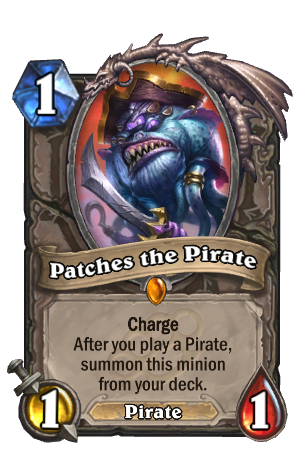 1
Patches the Pirate
Charge
After you play a Pirate,
summon this minion
from your deck.
1
Pirate
1